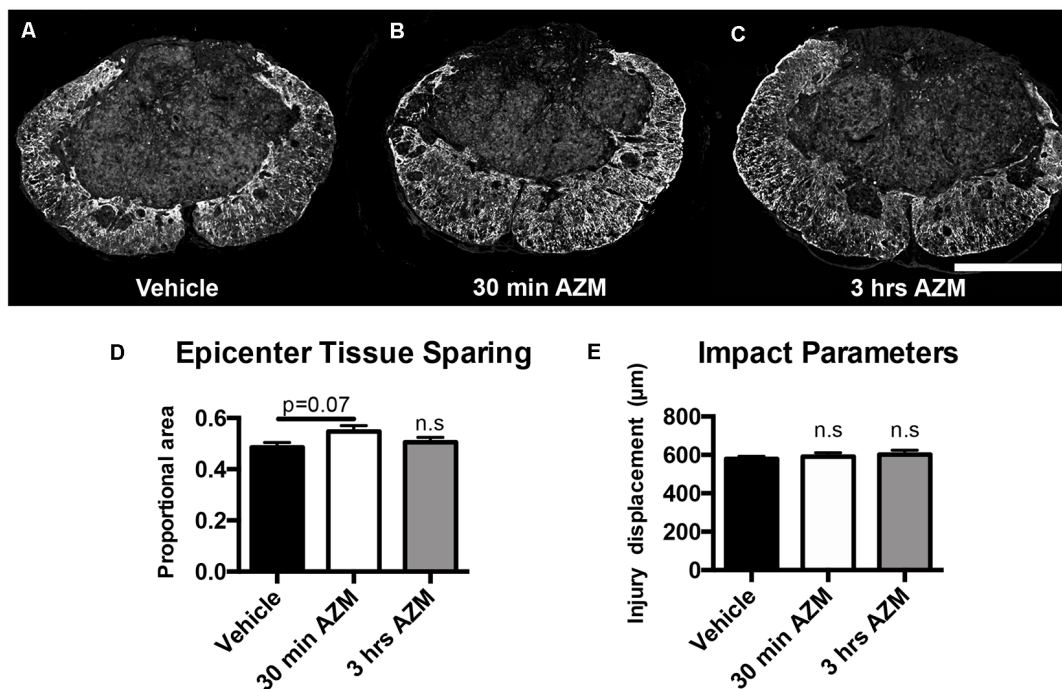 A
B
C
Vehicle
30 min AZM
3 hrs AZM
D
Epicenter Tissue Sparing
E
Impact Parameters
Proportional area
0.6
0.4
0.2
0.0
p=0.07
n.s
Vehicle
30 min AZM
3 hrs AZM
Injury displacement (µm)
800
600
400
200
0
n.s
n.s
Vehicle
30 min AZM
3 hrs AZM